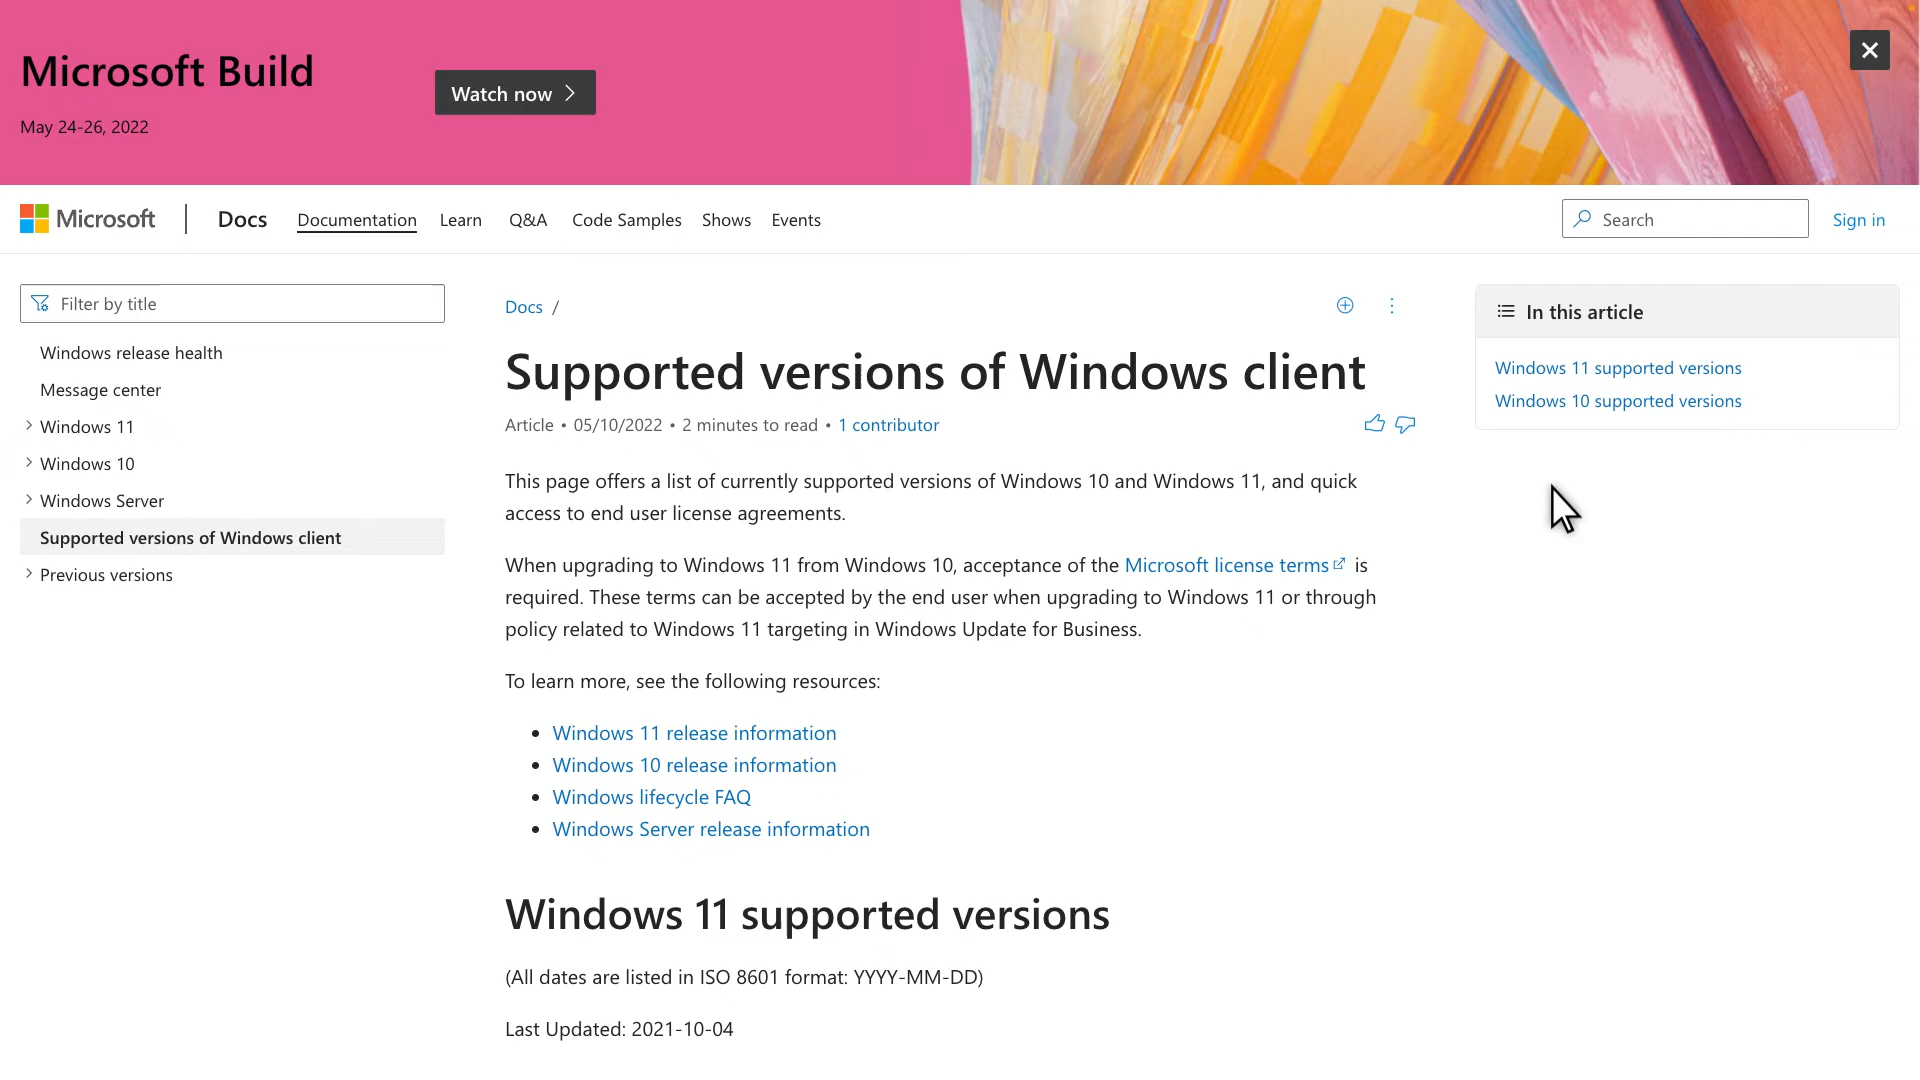 Microsoft Build
May 24-26, 2022
Watch now
Microsoft
Docs
Documentation
Learn
Q&A
Code Samples
Shows
Events
Search
Sign in
Filter by title
Windows release health
Message center
Windows 11
Windows 10
Windows Server
Supported versions of Windows client
Previous versions
Docs /
Supported versions of Windows client
Article • 05/10/2022 • 2 minutes to read • 1 contributor
This page offers a list of currently supported versions of Windows 10 and Windows 11, and quick
access to end user license agreements.
When upgrading to Windows 11 from Windows 10, acceptance of the Microsoft license terms is
required. These terms can be accepted by the end user when upgrading to Windows 11 or through
policy related to Windows 11 targeting in Windows Update for Business.
To learn more, see the following resources:
• Windows 11 release information
• Windows 10 release information
• Windows lifecycle FAQ
• Windows Server release information
Windows 11 supported versions
(All dates are listed in ISO 8601 format: YYYY-MM-DD)
Last Updated: 2021-10-04
In this article
Windows 11 supported versions
Windows 10 supported versions